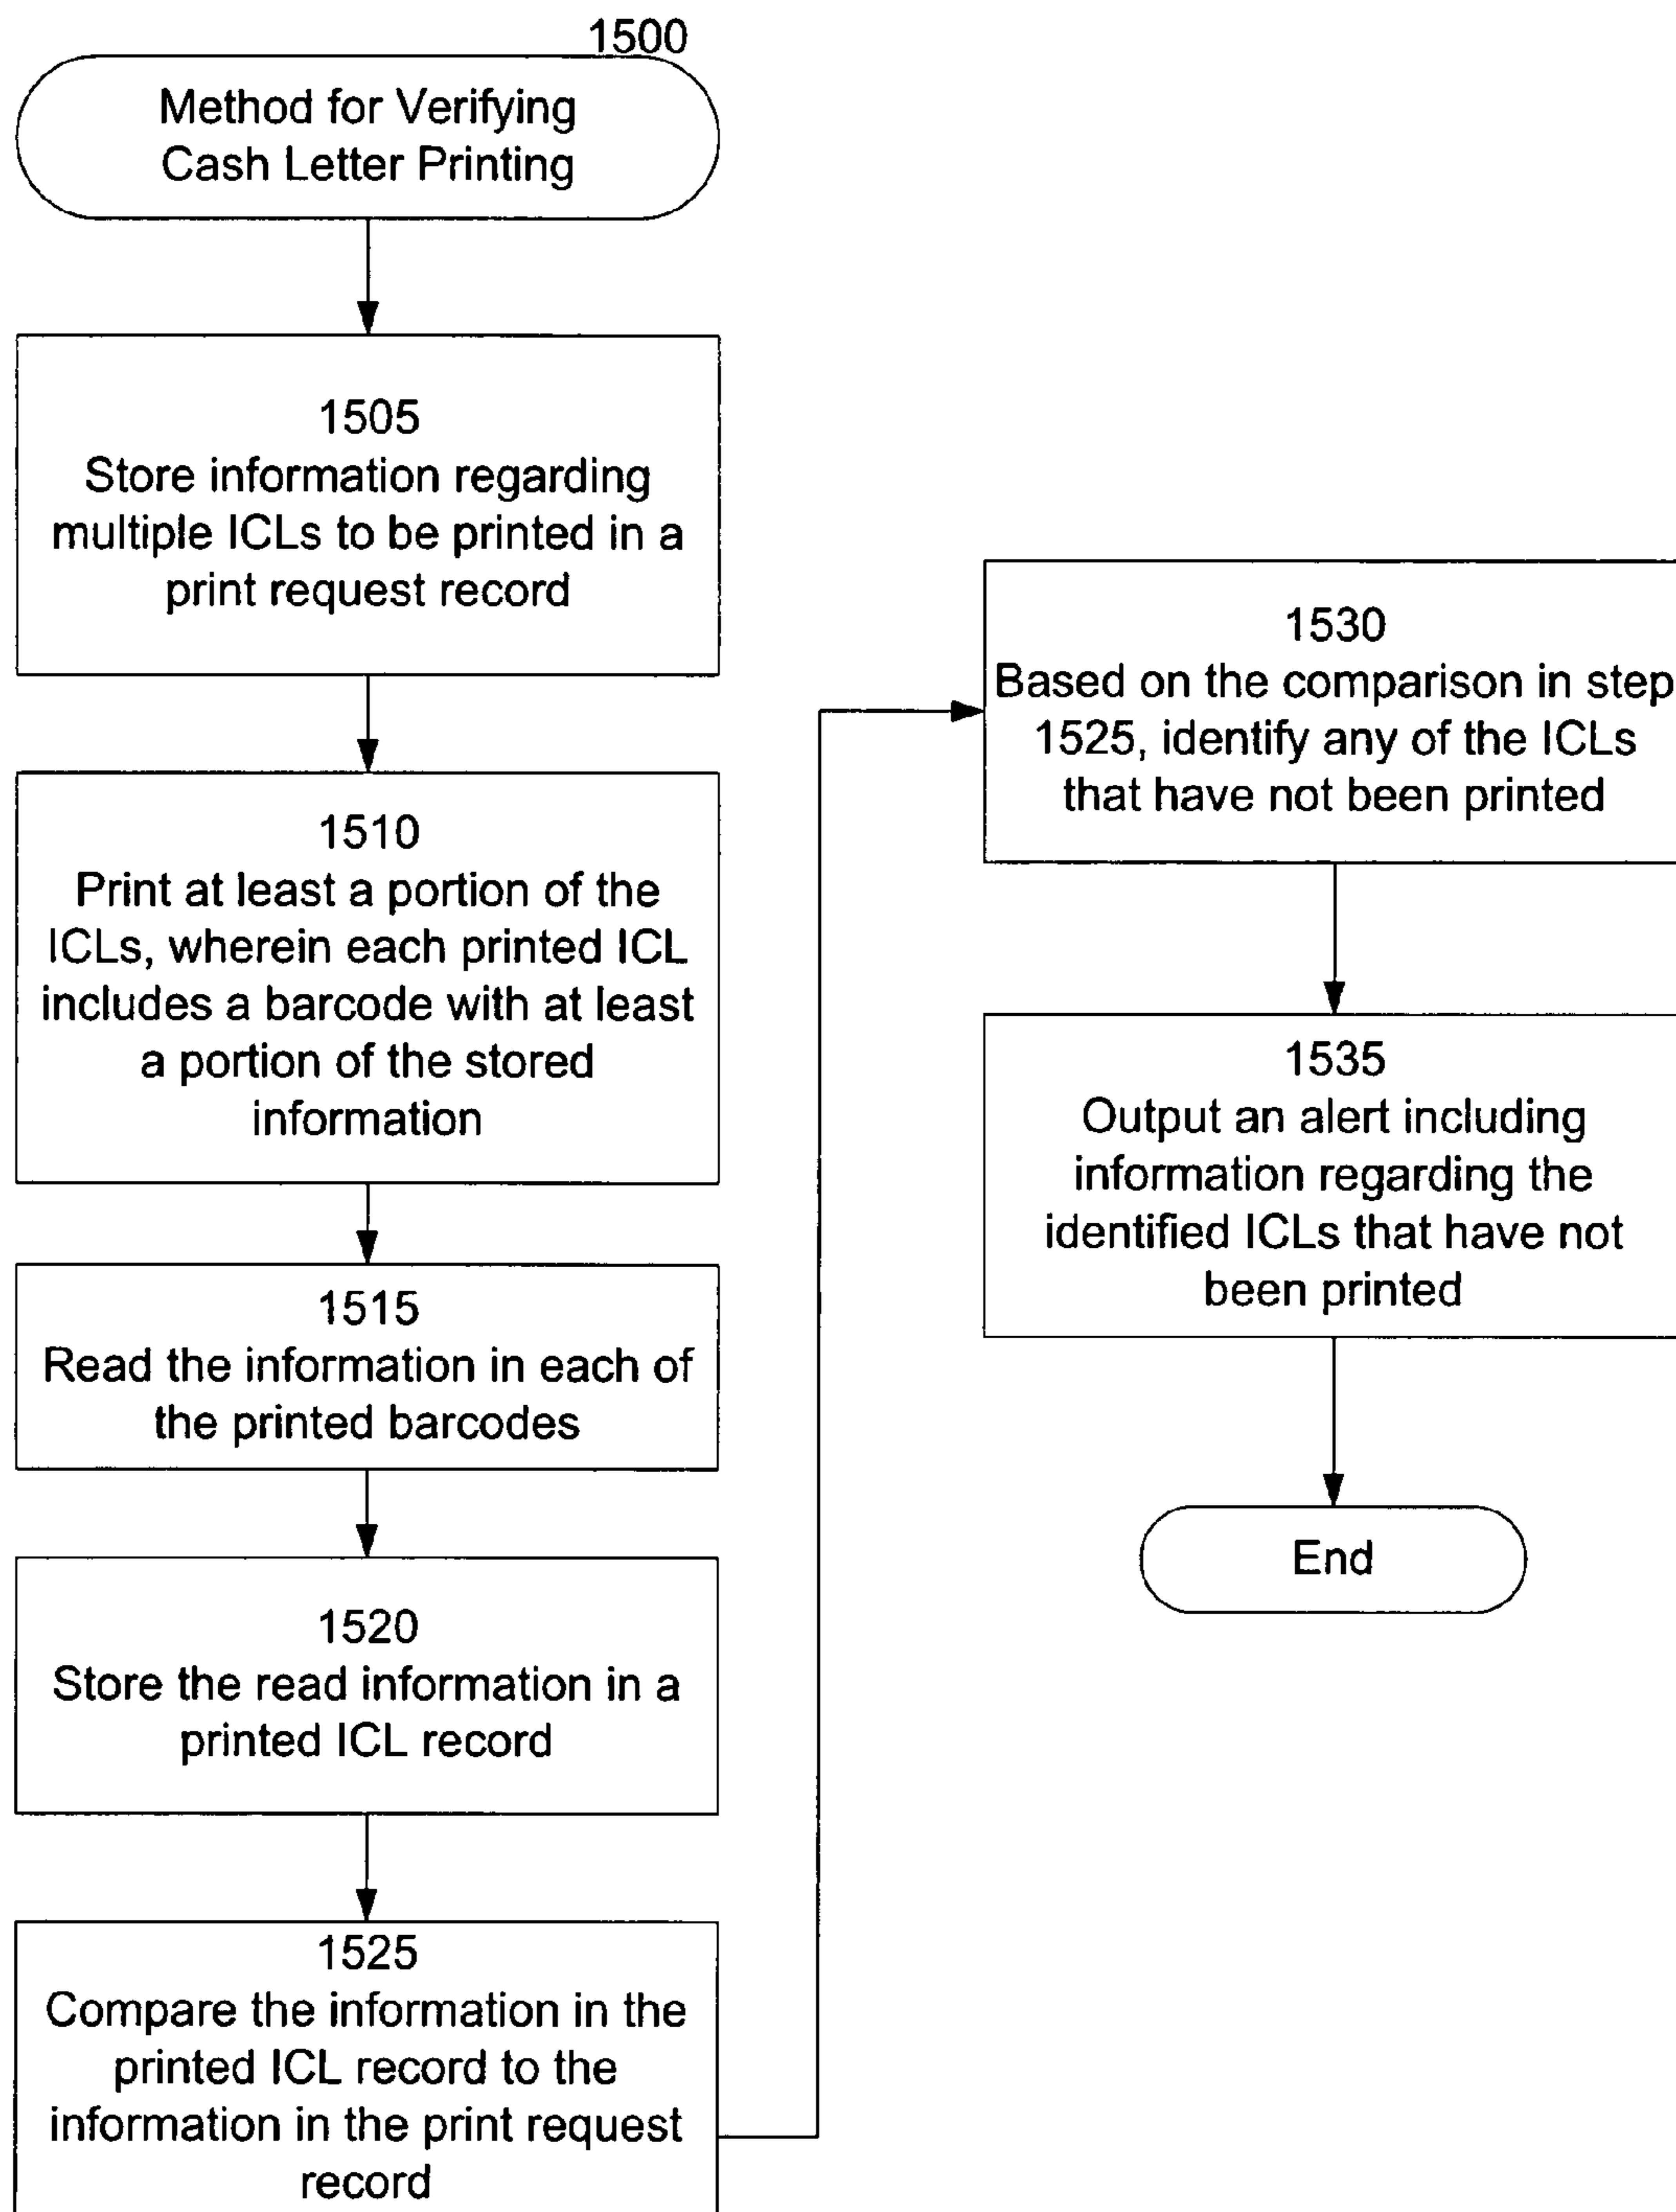 1500
Method for Verifying
Cash Letter Printing
1505
Store information regarding
multiple ICLs to be printed in a
print request record
1510
Print at least a portion of the
ICLs, wherein each printed ICL
includes a barcode with at least
a portion of the stored
information
1515
Read the information in each of
the printed barcodes
1520
Store the read information in a
printed ICL record
1525
Compare the information in the
printed ICL record to the
information in the print request
record
1530
Based on the comparison in step
1525, identify any of the ICLs
that have not been printed
1535
Output an alert including
information regarding the
identified ICLs that have not
been printed
End